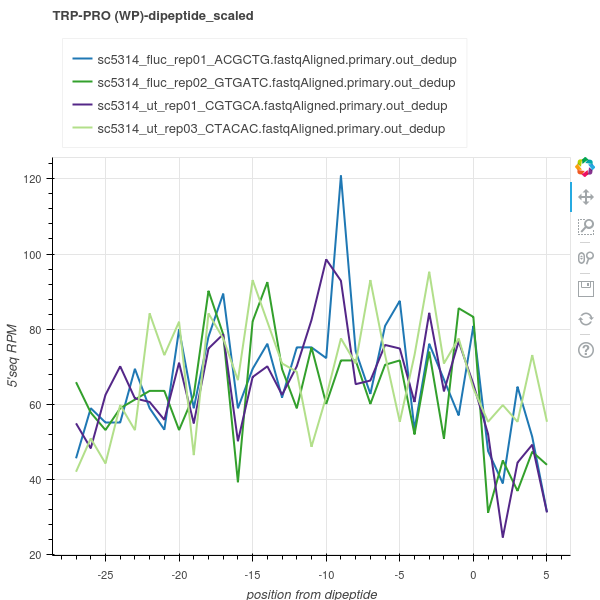 TRP-PRO (WP)-dipeptide_scaled
sc5314_fluc_rep01_ACGCTG.fastqAligned.primary.out_dedup
sc5314_fluc_rep02_GTGATC.fastqAligned.primary.out_dedup
sc5314_ut_rep01_CGTGCA.fastqAligned.primary.out_dedup
sc5314_ut_rep03_CTACAC.fastqAligned.primary.out_dedup
120
100
80
60
40
20
5'seq RPM
-25 -20 -15 -10 -5 0 5
position from dipeptide